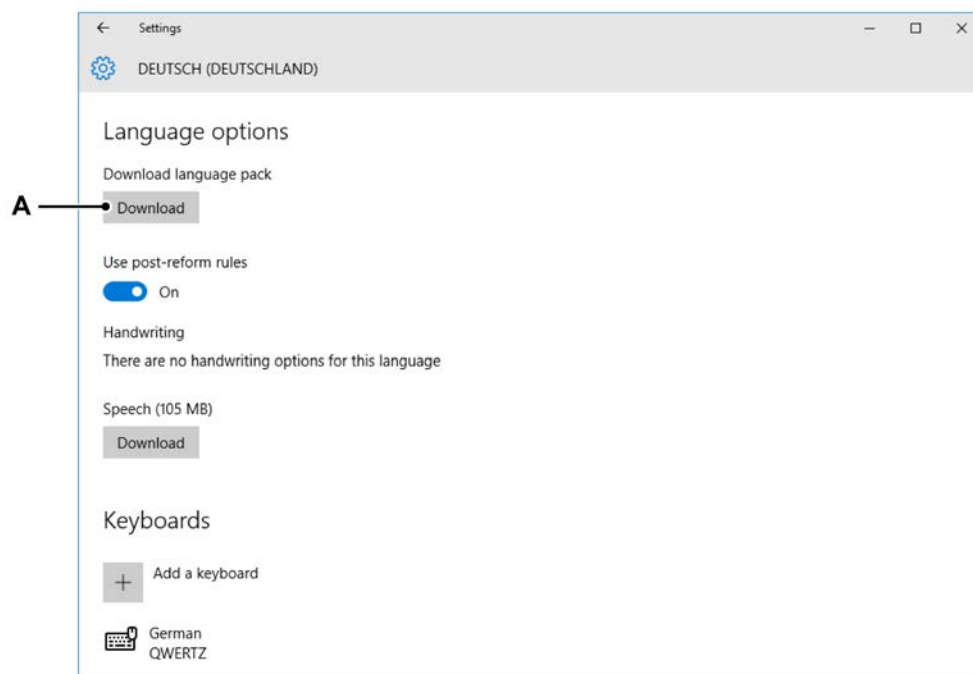 Settings
DEUTSCH (DEUTSCHLAND)
Language options
Download language pack
A
Download
Use post-reform rules
On
Handwriting
There are no handwriting options for this language
Speech (105 MB)
Download
Keyboards
Add a keyboard
German
QWERTZ